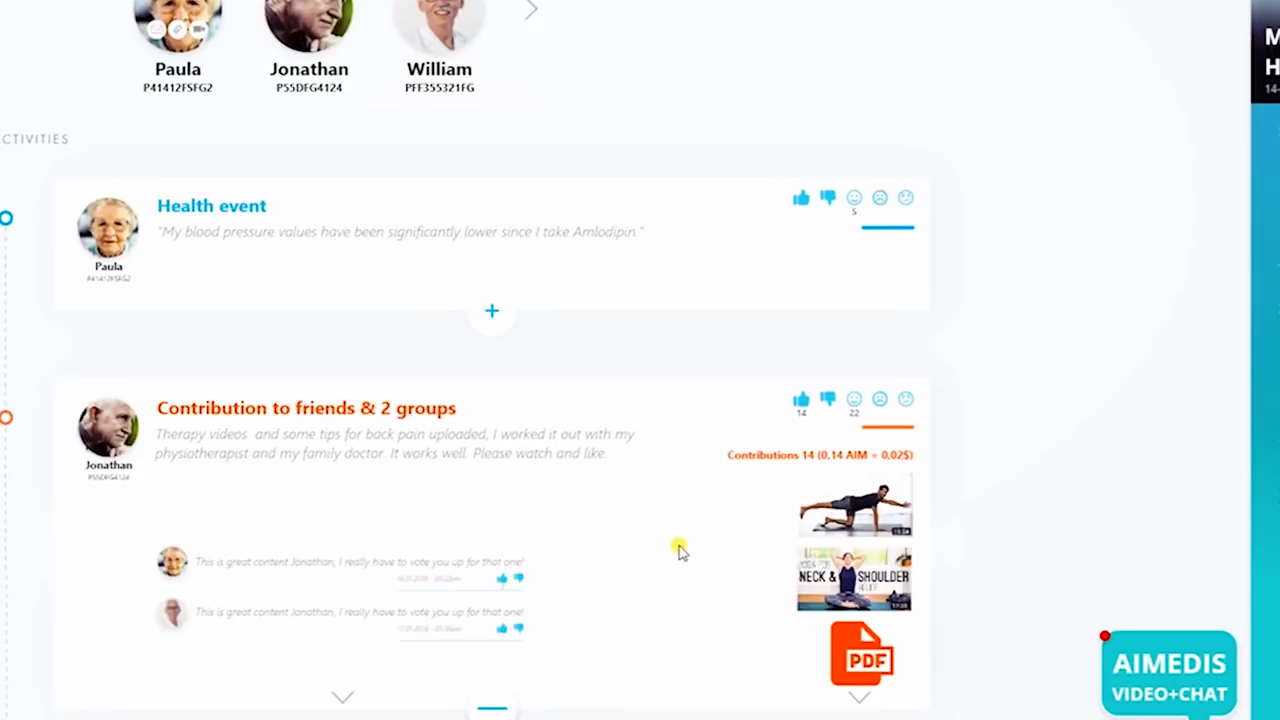 Paula
Jonathan
William
P41412FSFG2
P55DFG4124
PFF355321FG
M
H
14-
CTIVITIES
Health event
"My blood pressure values have been significantly lower since I take Amlodipin."
5
Paula
P41412FSFG2
Contribution to friends & 2 groups
14
22
Therapy videos and some tips for back pain uploaded, I worked it out with my
physiotherapist and my family doctor. It works well. Please watch and like.
Contributions 14 (0,14 AIM = 0,02$)
Jonathan
P55DFG4124
This is great content Jonathan, I really have to vote you up for that one!
NECK & SHOULDER
This is great content Jonathan, I really have to vote you up for that one!
PDF
AIMEDIS
VIDEO+CHAT